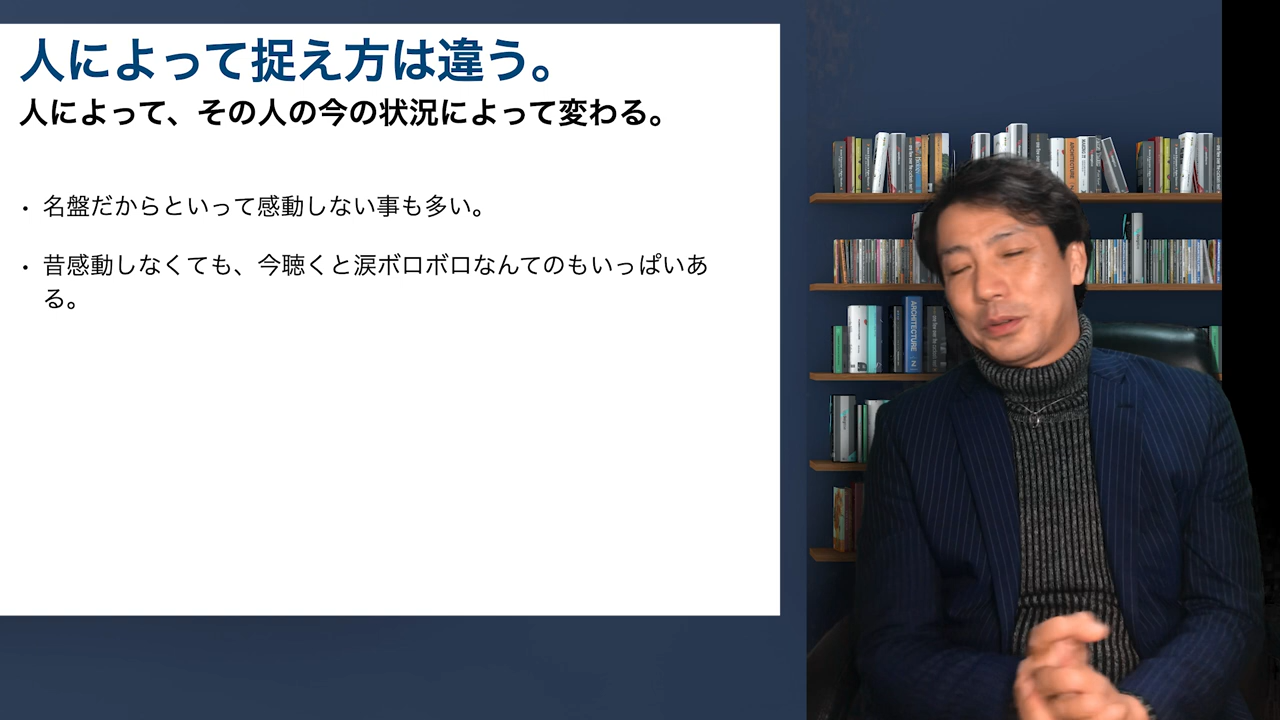 人によって捉え方は違う。
人によって、その人の今の状況によって変わる。
・名盤だからといって感動しない事も多い。
・昔感動しなくても、今聴くと涙ボロボロなんてのもいっぱいあ
る。
ARCHITECTURE
ARCHITECTURE